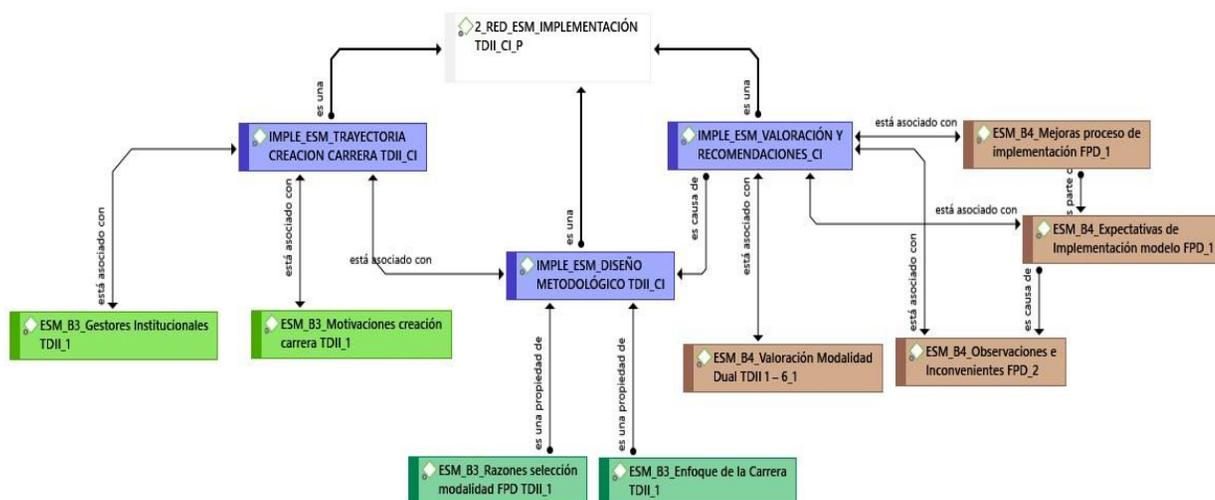 2_RED_ESM_IMPLEMENTACIÓN
TDII_CI_P
es una
es una
es una
IMPLE_ESM_TRAYECTORIA
CREACION CARRERA TDII_CI
IMPLE_ESM_VALORACIÓN Y
RECOMENDACIONES_CI
está asociado con
ESM_B4_Mejoras proceso de
implementación FPD_1
está asociado con
está asociado con
está asociado con
es causa de
está asociado con
está asociado con
está asociado con
parte
ESM_B4_Expectativas de
Implementación modelo FPD_1
IMPLE_ESM_DISEÑO
METODOLÓGICO TDII_CI
es causa de
ESM_B3_Gestores Institucionales
TDII_1
ESM_B3_Motivaciones creación
carrera TDII_1
ESM_B4_Valoración Modalidad
Dual TDII 1 – 6_1
ESM_B4_Observaciones e
Inconvenientes FPD_2
es una propiedad de
es una propiedad de
ESM_B3_Razones selección
modalidad FPD TDII_1
ESM_B3_Enfoque de la Carrera
TDII_1